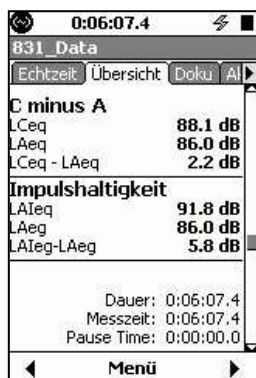 0:06:07.4
831_Data
Echtzeit Übersicht Doku Al
C minus A
LCeq 88.1 dB
LAeq 86.0 dB
LCeq - LAeq 2.2 dB
Impulshaltigkeit
LAIeq 91.8 dB
LAeq 86.0 dB
LAIeq-LAeq 5.8 dB
Dauer: 0:06:07.4
Messzeit: 0:06:07.4
Pause Time: 0:00:00.0
Menü